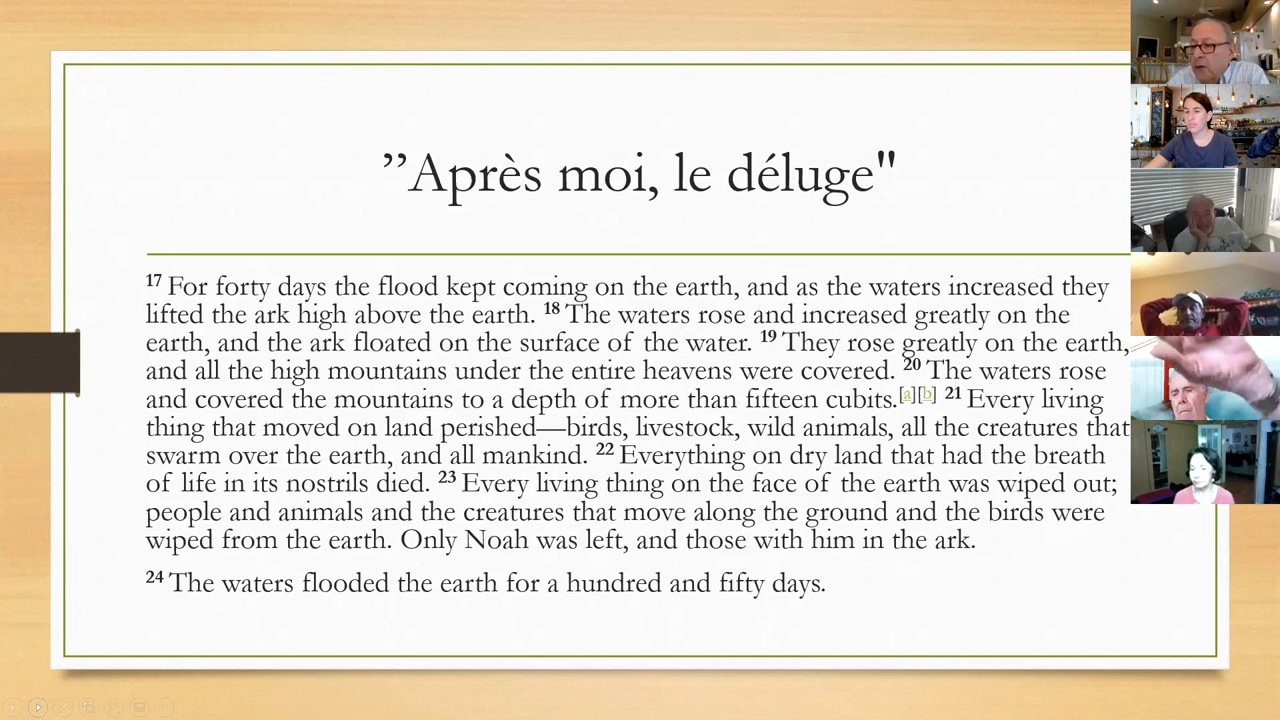 ”Après moi, le déluge"
17 For forty days the flood kept coming on the earth, and as the waters increased they
lifted the ark high above the earth. 18 The waters rose and increased greatly on the
earth, and the ark floated on the surface of the water. 19 They rose greatly on the earth,
and all the high mountains under the entire heavens were covered. 20 The waters rose
and covered the mountains to a depth of more than fifteen cubits.[a][b] 21 Every living
thing that moved on land perished—birds, livestock, wild animals, all the creatures that
swarm over the earth, and all mankind. 22 Everything on dry land that had the breath
of life in its nostrils died. 23 Every living thing on the face of the earth was wiped out;
people and animals and the creatures that move along the ground and the birds were
wiped from the earth. Only Noah was left, and those with him in the ark.
24 The waters flooded the earth for a hundred and fifty days.